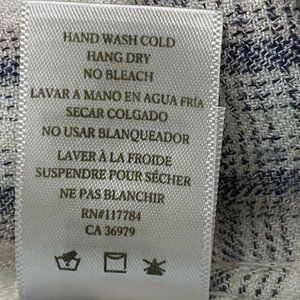 HAND WASH COLD
HANG DRY
NO BLEACH
LAVAR A MANO EN AGUA FRÍA
SECAR COLGADO
NO USAR BLANQUEADOR
LAVER À LA FROIDE
SUSPENDRE POUR SÉCHER
NE PAS BLANCHIR
RN#117784
CA 36979